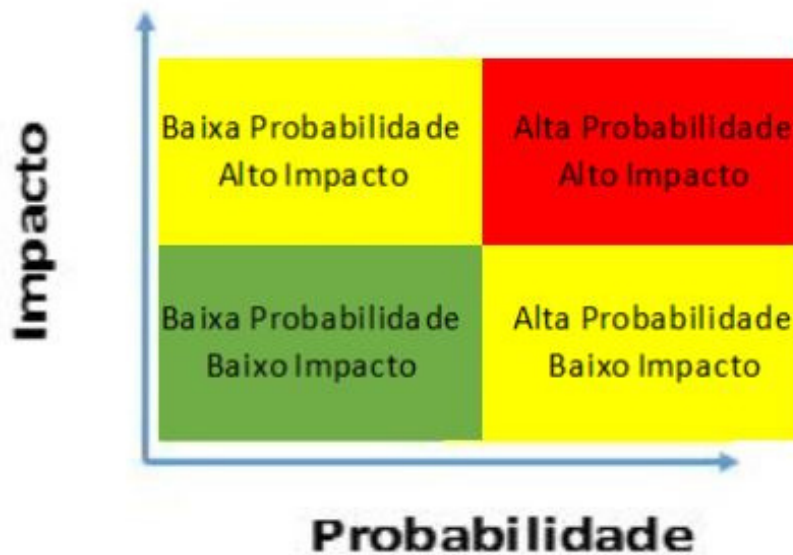 Impacto
Baixa Probabilidade
Alto Impacto
Alta Probabilidade
Alto Impacto
Baixa Probabilidade
Baixo Impacto
Alta Probabilidade
Baixo Impacto
Probabilidade